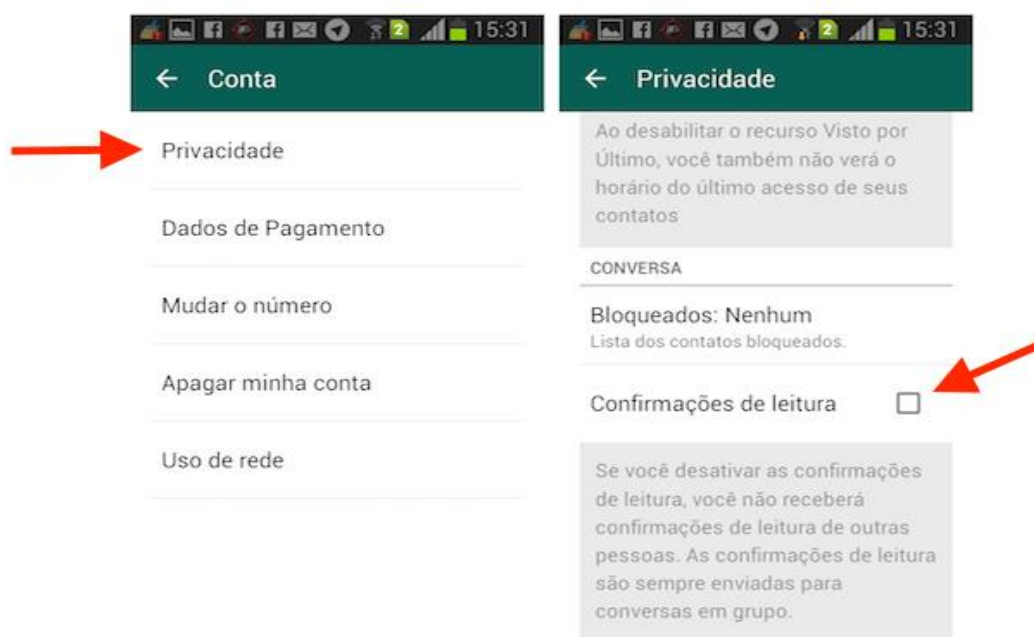 2 15:31
Conta
Privacidade
Dados de Pagamento
Mudar o número
Apagar minha conta
Uso de rede
2 15:31
Privacidade
Ao desabilitar o recurso Visto por
Último, você também não verá o
horário do último acesso de seus
contatos
CONVERSA
Bloqueados: Nenhum
Lista dos contatos bloqueados.
Confirmações de leitura
Se você desativar as confirmações
de leitura, você não receberá
confirmações de leitura de outras
pessoas. As confirmações de leitura
são sempre enviadas para
conversas em grupo.